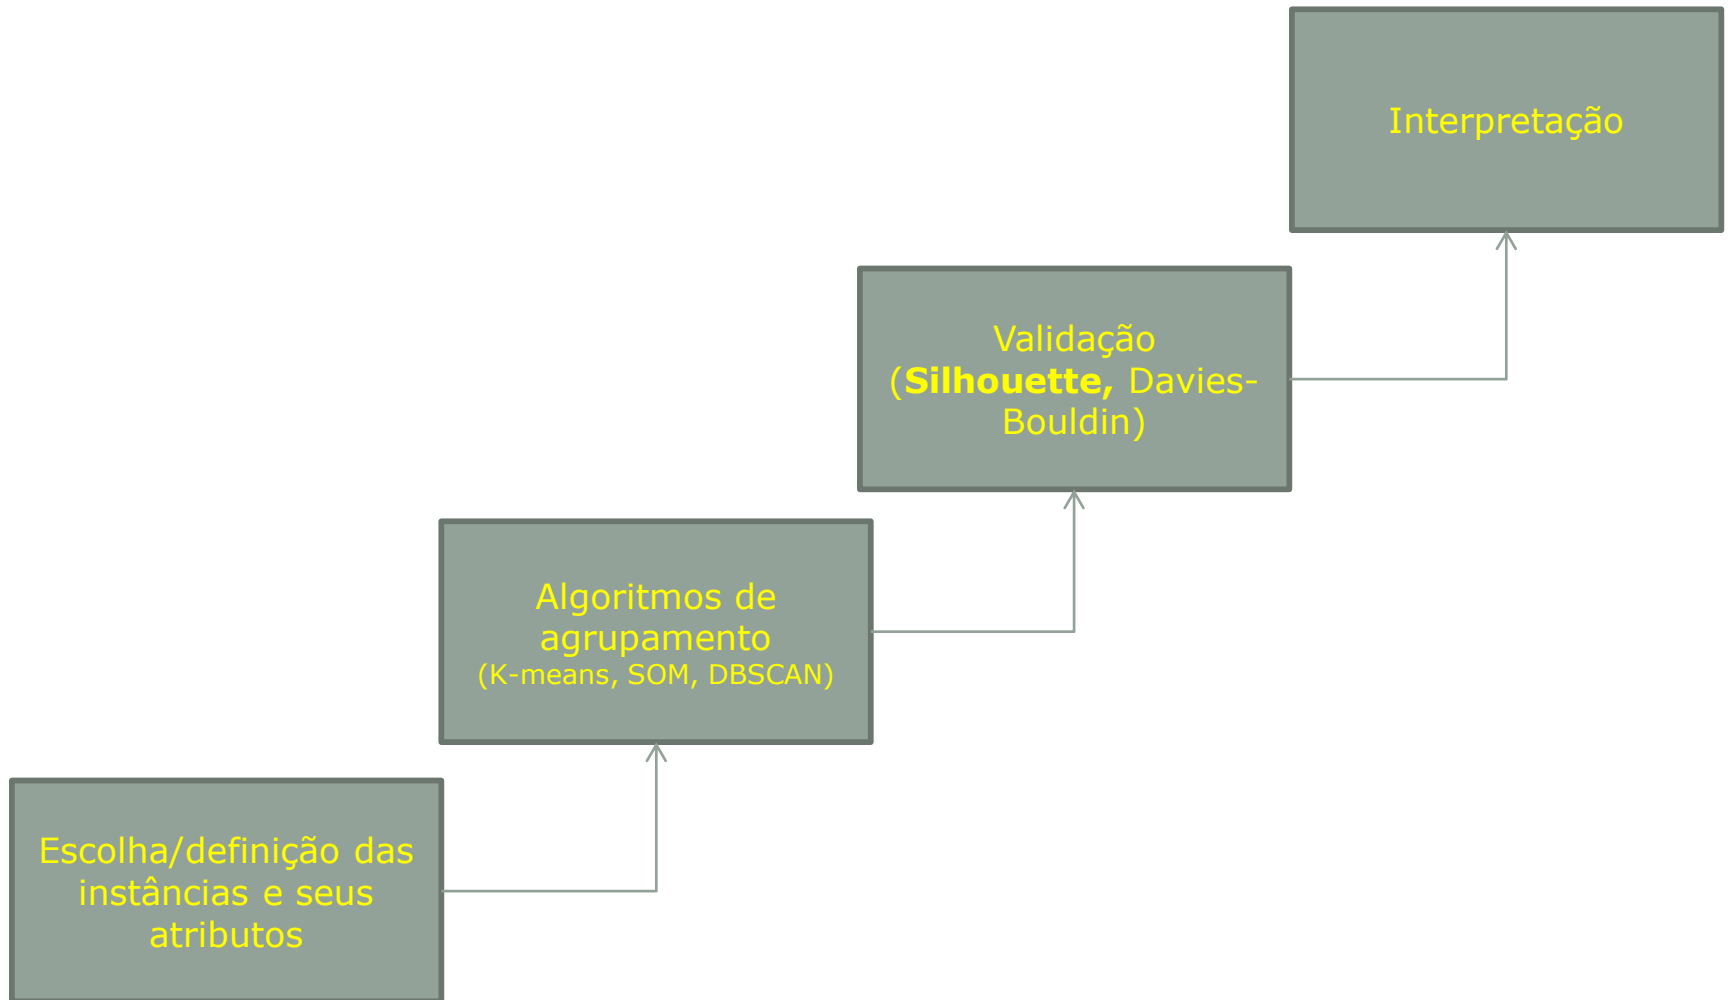 Interpretação
Validação
(Silhouette, Davies-
Bouldin)
Algoritmos de
agrupamento
(K-means, SOM, DBSCAN)
Escolha/definição das
instâncias e seus
atributos